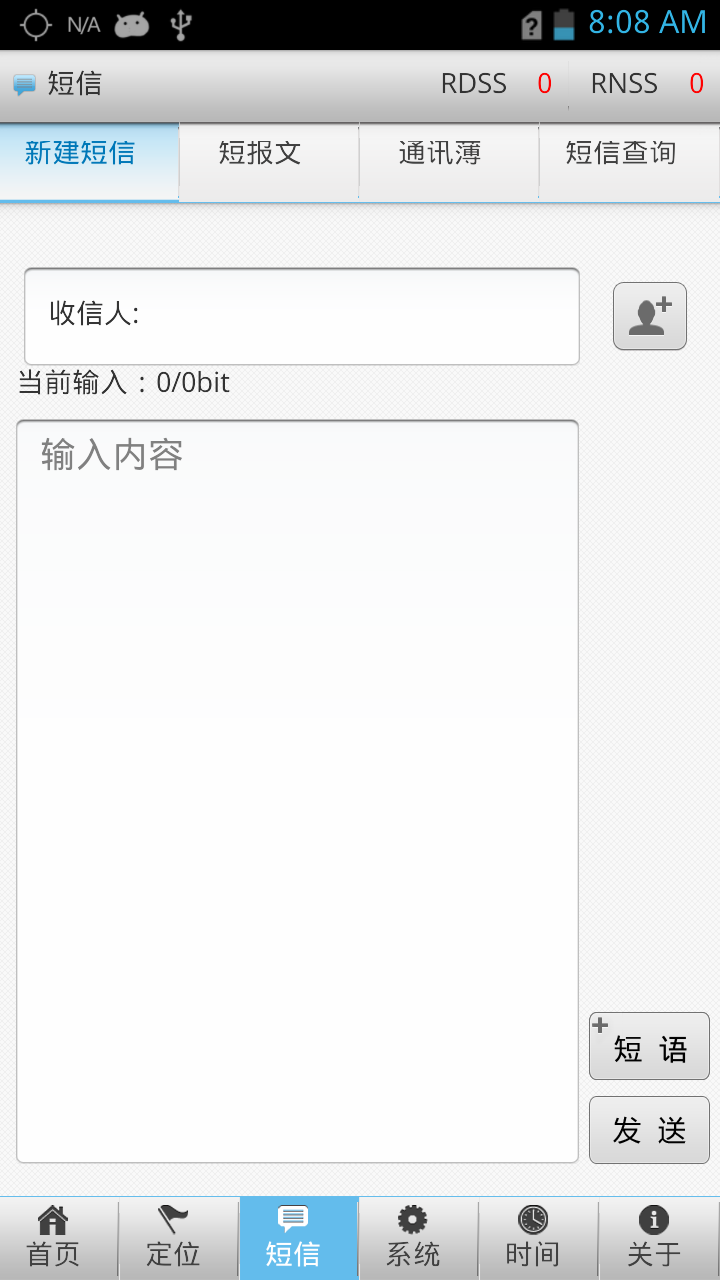 N/A 8:08 AM
短信 RDSS 0 RNSS 0
新建短信 短报文 通讯薄 短信查询
收信人:
当前输入：0/0bit
输入内容
短 语
发 送
首页 定位 短信 系统 时间 关于